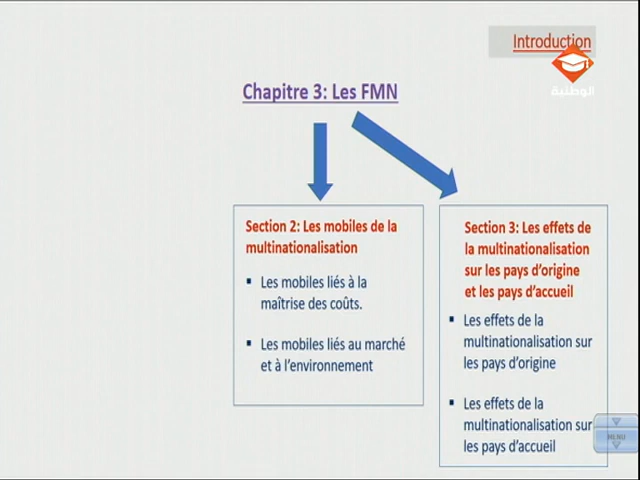 Introduction
الوطنية
Chapitre 3: Les FMN
Section 2: Les mobiles de la
multinationalisation
▪ Les mobiles liés à la
maîtrise des coûts.
▪ Les mobiles liés au marché
et à l'environnement
Section 3: Les effets de
la multinationalisation
sur les pays d'origine
et les pays d'accueil
▪ Les effets de la
multinationalisation sur
les pays d'origine
▪ Les effets de la
multinationalisation sur
les pays d'accueil
MENU